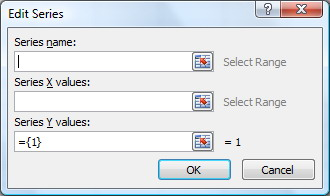 Edit Series
?
Series name:
Select Range
Series X values:
Select Range
Series Y values:
={1}
= 1
OK
Cancel